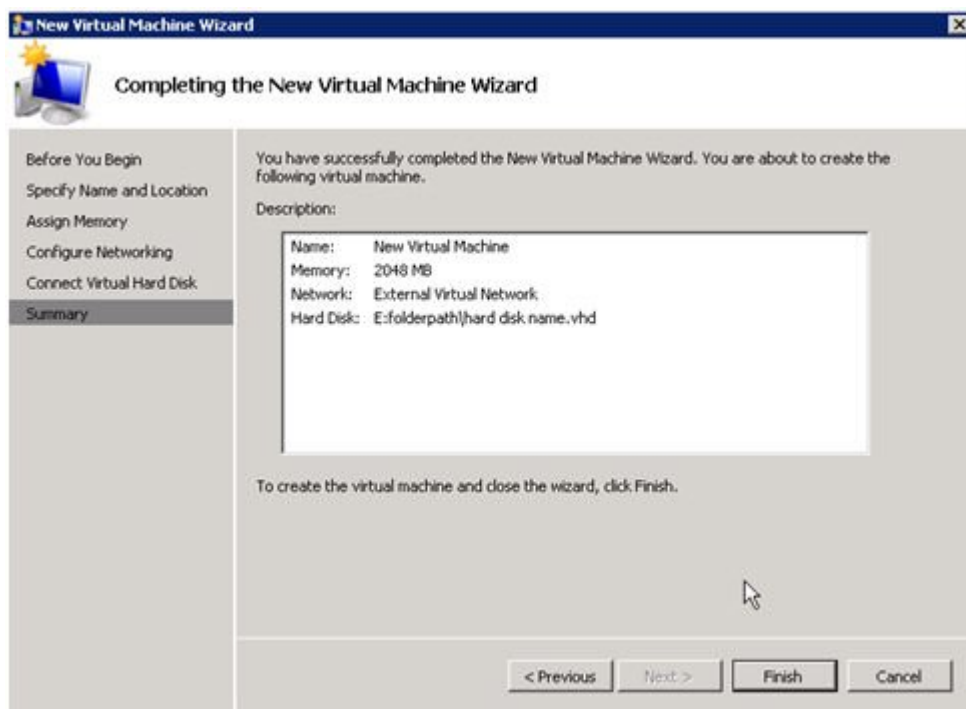 New Virtual Machine Wizard
Completing the New Virtual Machine Wizard
Before You Begin
Specify Name and Location
Assign Memory
Configure Networking
Connect Virtual Hard Disk
Summary
You have successfully completed the New Virtual Machine Wizard. You are about to create the
following virtual machine.
Description:
Name: New Virtual Machine
Memory: 2048 MB
Network: External Virtual Network
Hard Disk: E:folderpath\hard disk name.vhd
To create the virtual machine and close the wizard, click Finish.
< Previous Next > Finish Cancel